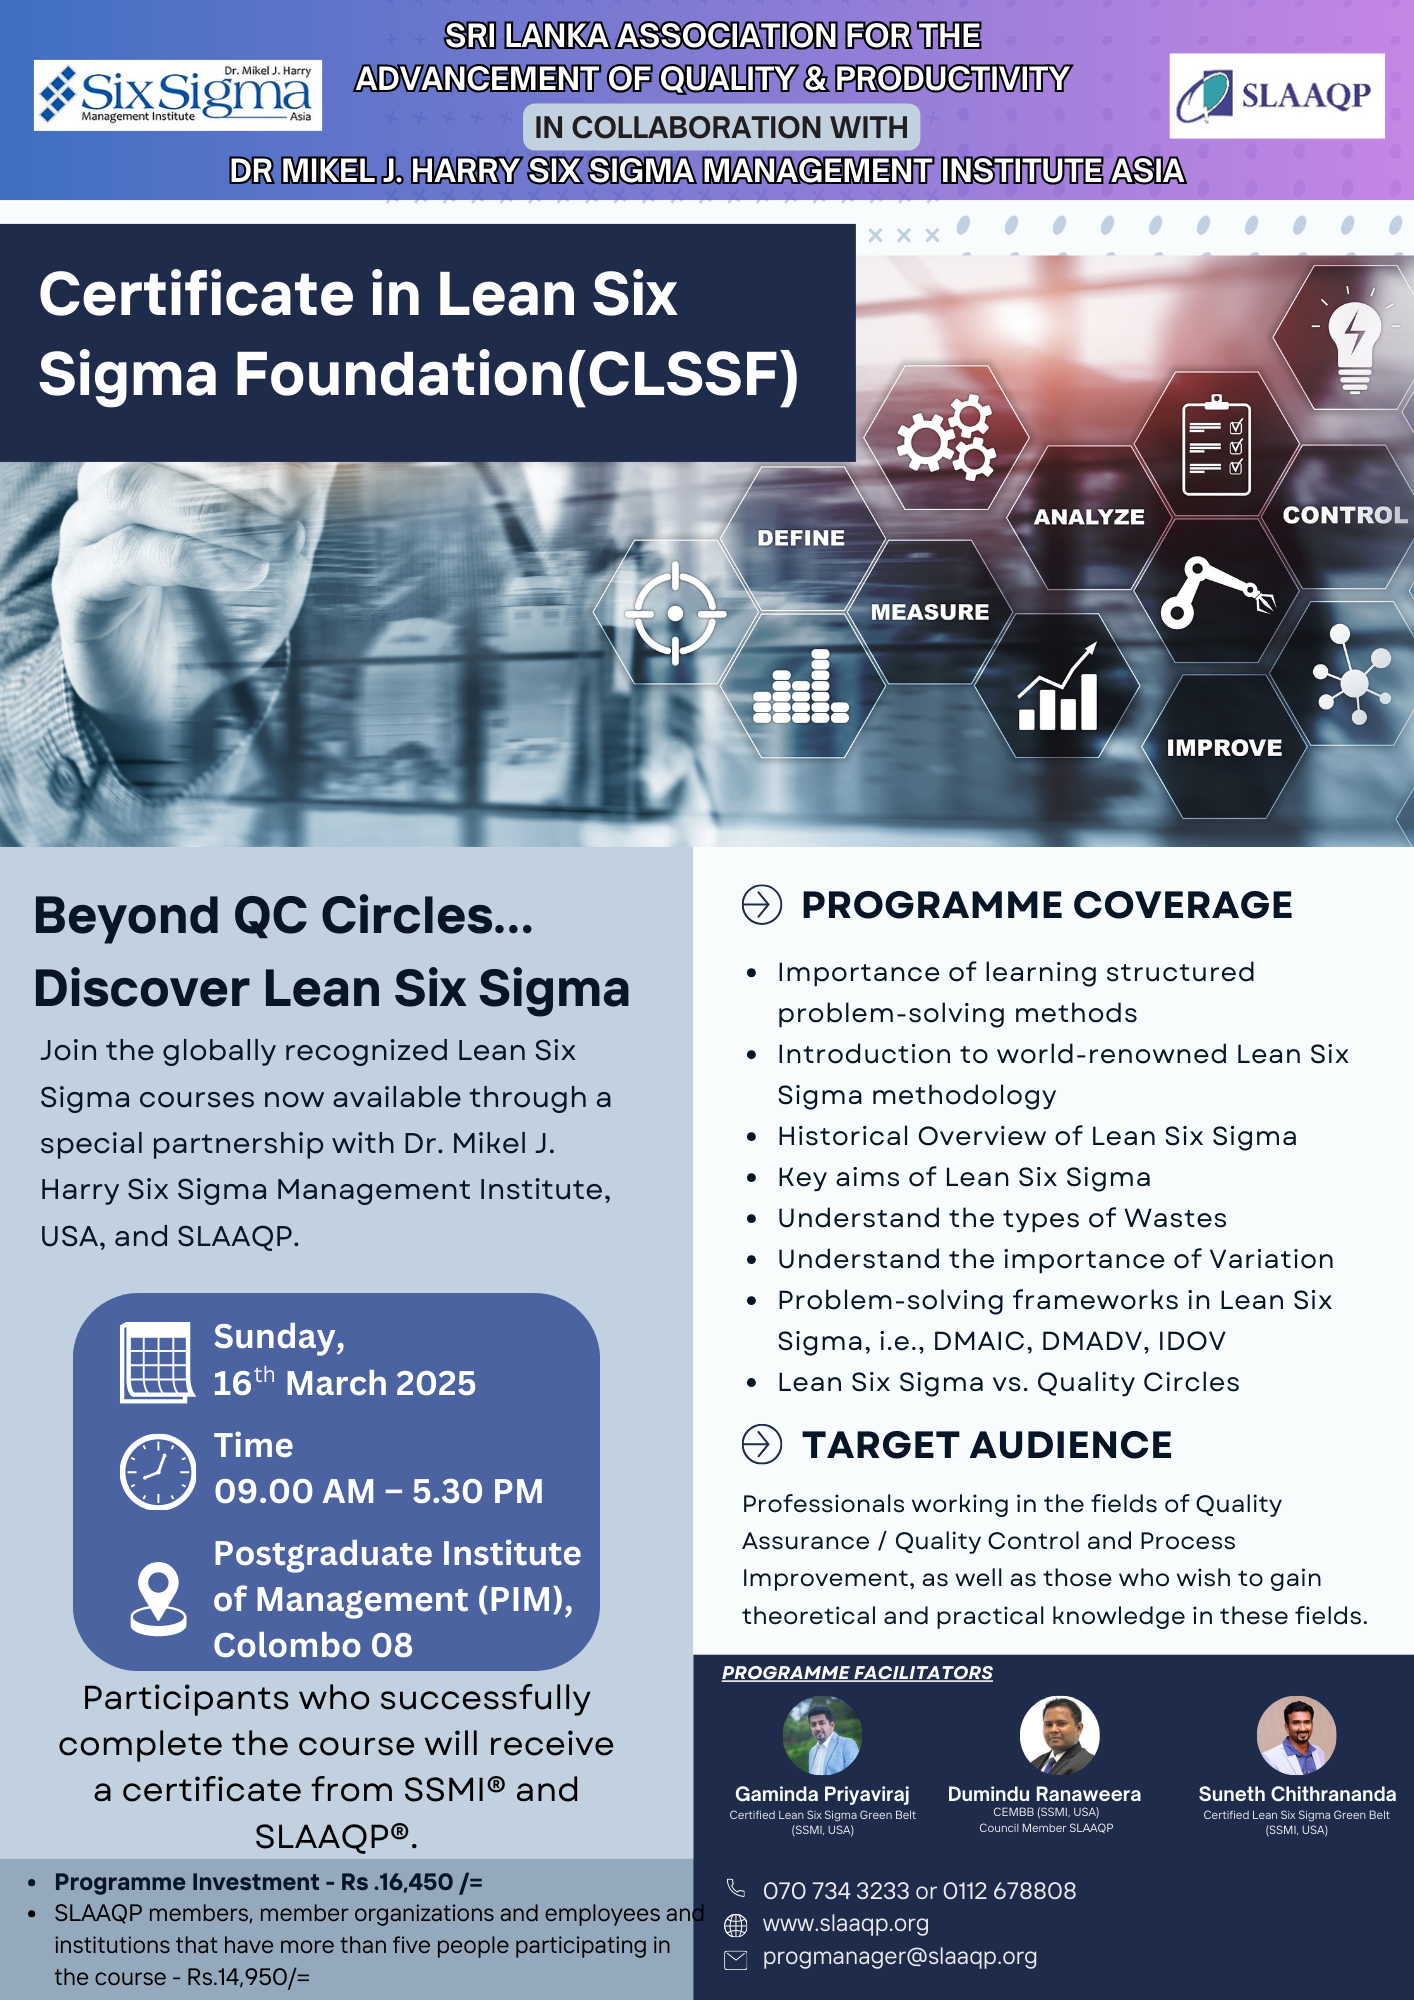 SRI LANKA ASSOCIATION FOR THE
ADVANCEMENT OF QUALITY & PRODUCTIVITY
IN COLLABORATION WITH
DR MIKEL J. HARRY SIX SIGMA MANAGEMENT INSTITUTE ASIA
Dr. Mikel J. Harry
SixSigma
Management Institute Asia
SLAAQP
Certificate in Lean Six
Sigma Foundation(CLSSF)
DEFINE
MEASURE
ANALYZE
IMPROVE
CONTROL
Beyond QC Circles...
Discover Lean Six Sigma
Join the globally recognized Lean Six
Sigma courses now available through a
special partnership with Dr. Mikel J.
Harry Six Sigma Management Institute,
USA, and SLAAQP.
Sunday,
16th March 2025
Time
09.00 AM – 5.30 PM
Postgraduate Institute
of Management (PIM),
Colombo 08
Participants who successfully
complete the course will receive
a certificate from SSMI® and
SLAAQP®.
• Programme Investment - Rs .16,450 /=
• SLAAQP members, member organizations and employees and
institutions that have more than five people participating in
the course - Rs.14,950/=
PROGRAMME COVERAGE
• Importance of learning structured
problem-solving methods
• Introduction to world-renowned Lean Six
Sigma methodology
• Historical Overview of Lean Six Sigma
• Key aims of Lean Six Sigma
• Understand the types of Wastes
• Understand the importance of Variation
• Problem-solving frameworks in Lean Six
Sigma, i.e., DMAIC, DMADV, IDOV
• Lean Six Sigma vs. Quality Circles
TARGET AUDIENCE
Professionals working in the fields of Quality
Assurance / Quality Control and Process
Improvement, as well as those who wish to gain
theoretical and practical knowledge in these fields.
PROGRAMME FACILITATORS
Gaminda Priyaviraj
Certified Lean Six Sigma Green Belt
(SSMI, USA)
Dumindu Ranaweera
CEMBB (SSMI, USA)
Council Member SLAAQP
Suneth Chithrananda
Certified Lean Six Sigma Green Belt
(SSMI, USA)
070 734 3233 or 0112 678808
www.slaaqp.org
progmanager@slaaqp.org